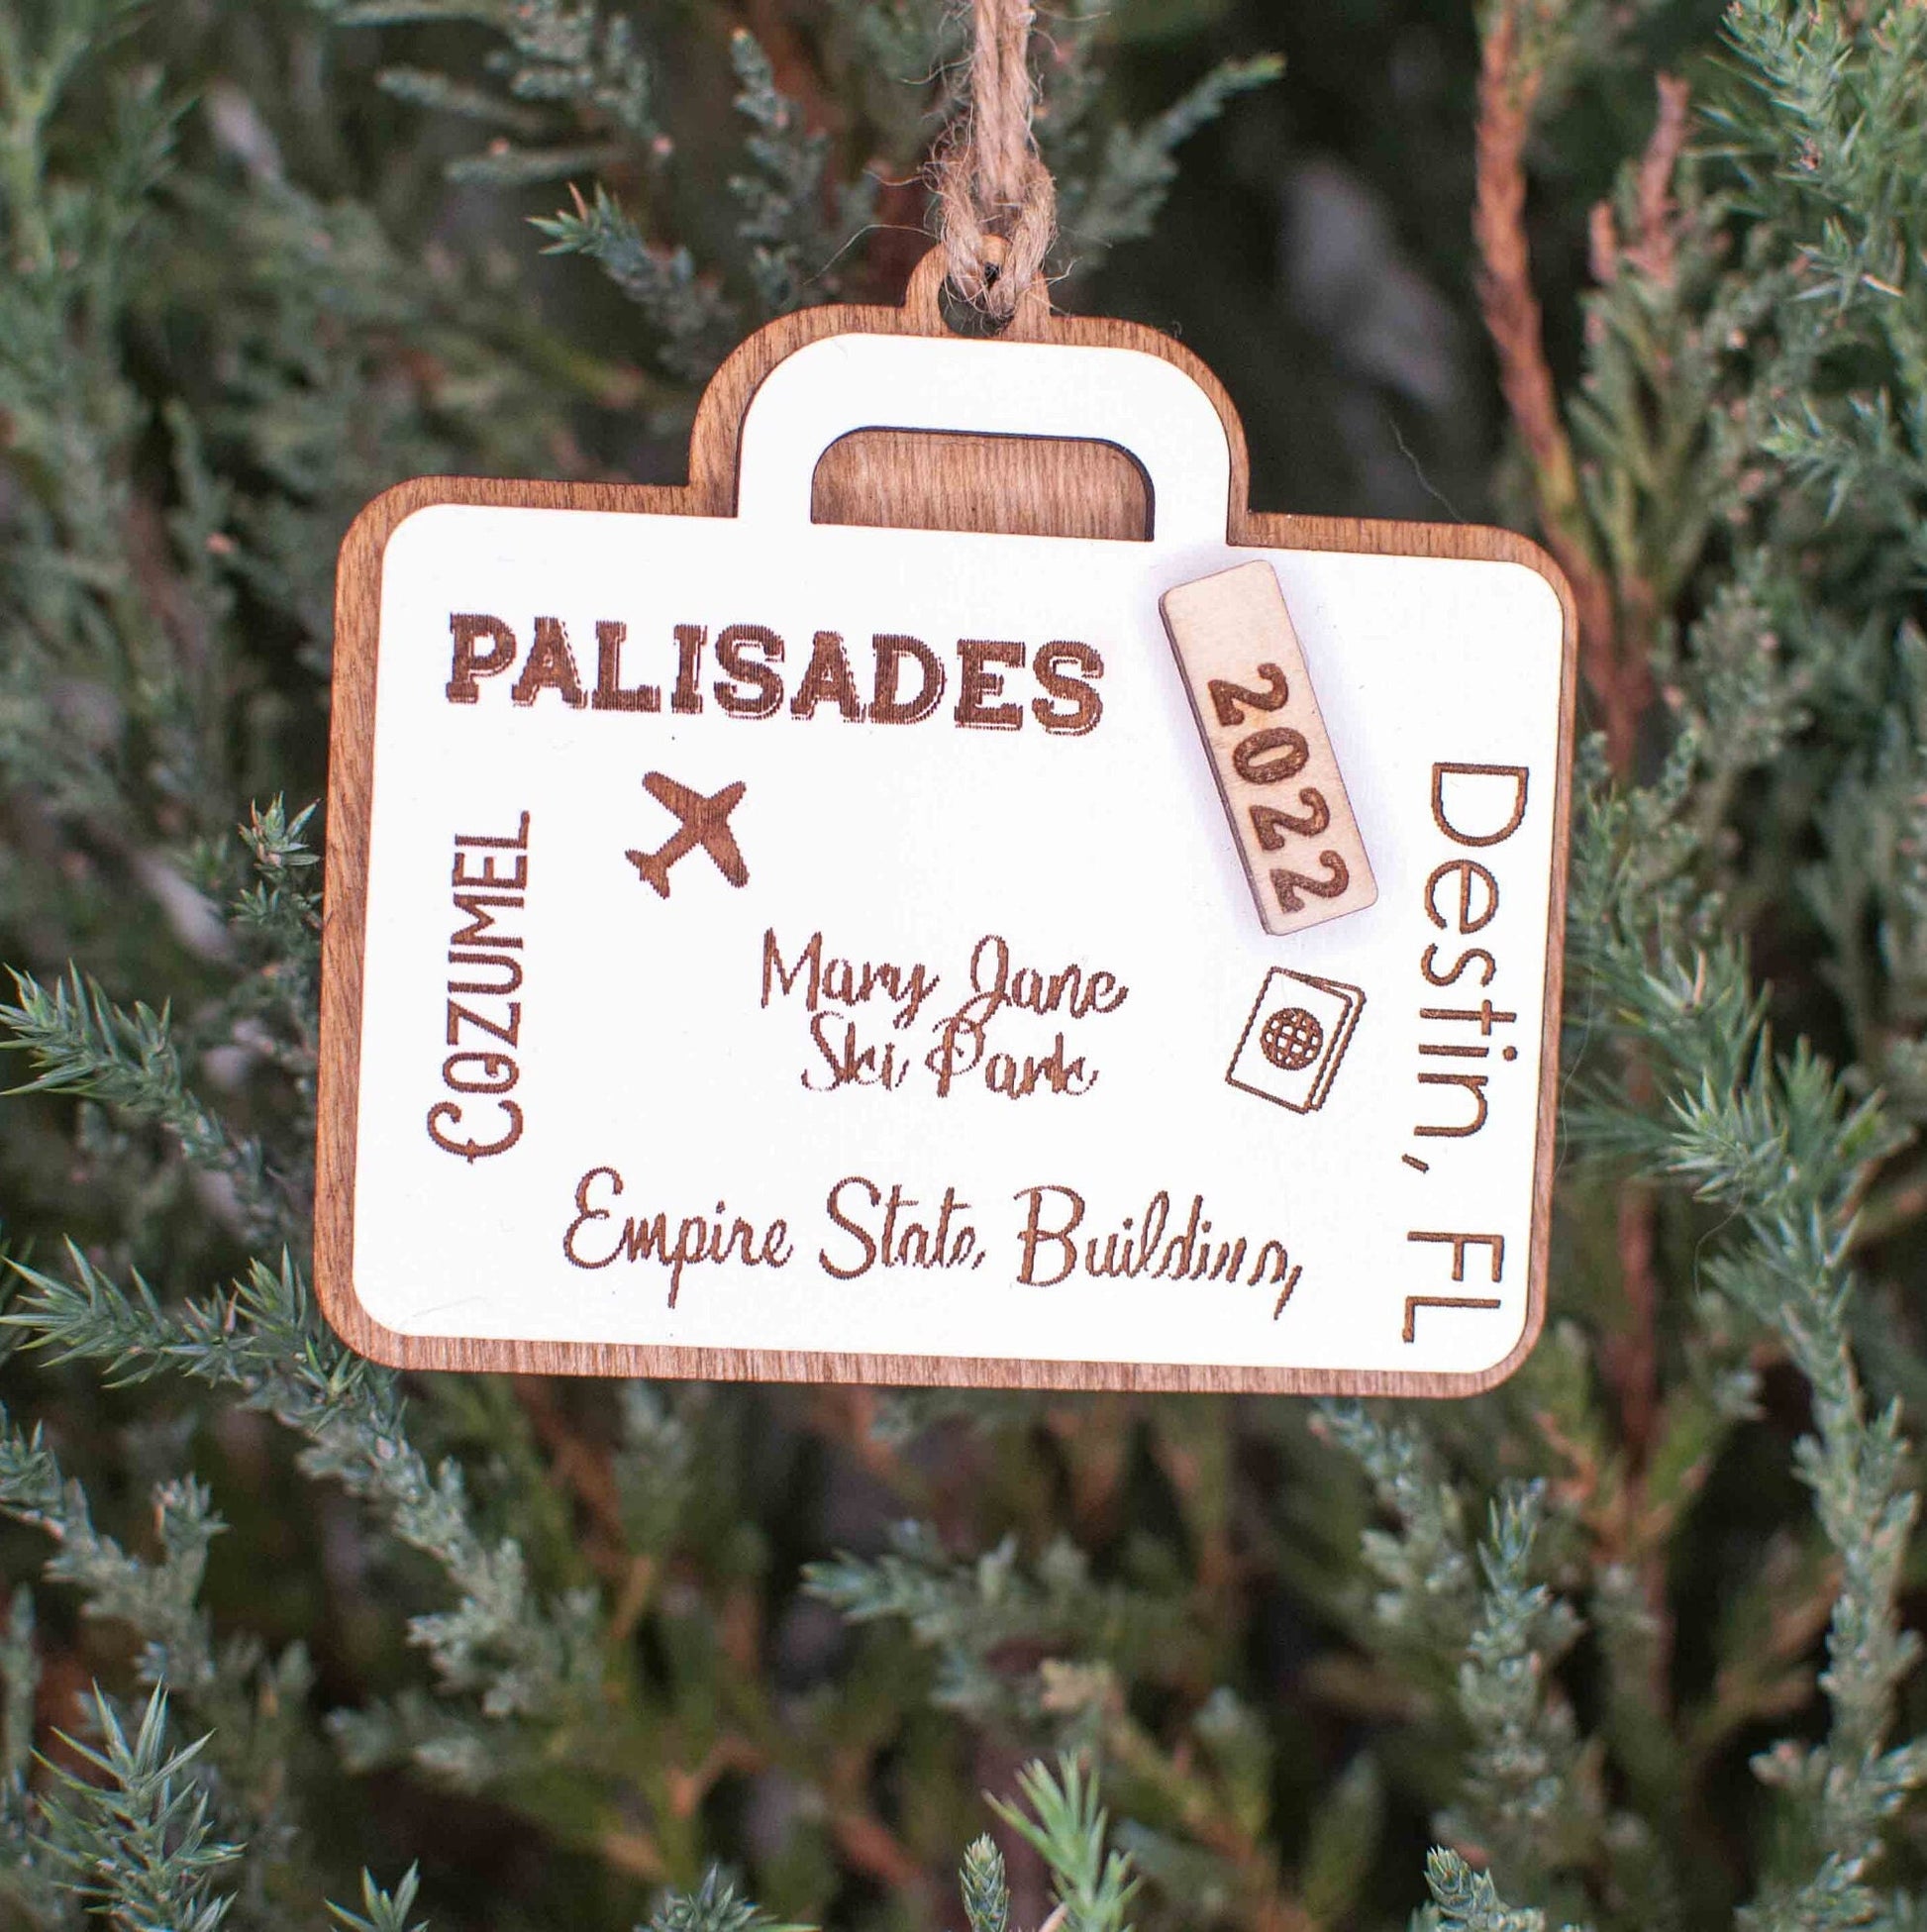 PALISADES
2022
COZUMEL
Mary Jane
Ski Park
Destin, FL
Empire State Building